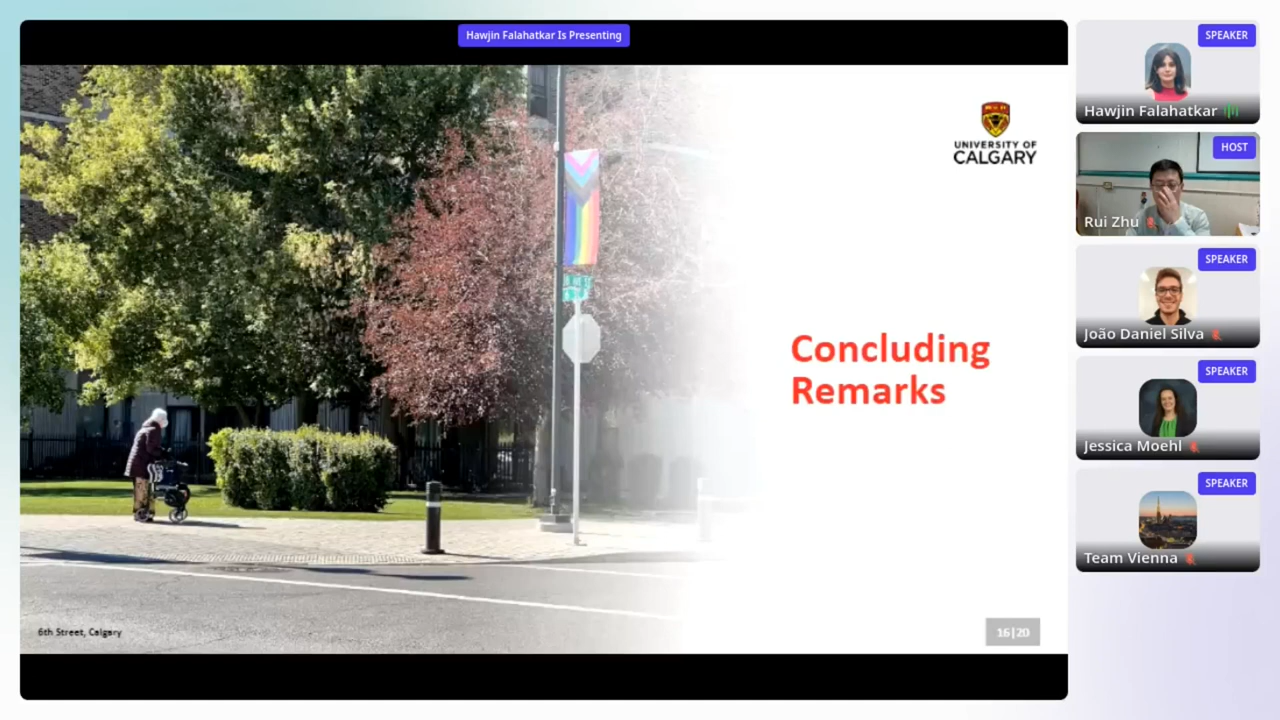 Hawjin Falahatkar Is Presenting
UNIVERSITY OF
CALGARY
Concluding
Remarks
6th Street, Calgary
16|20
SPEAKER
Hawjin Falahatkar
HOST
Rui Zhu
SPEAKER
João Daniel Silva
SPEAKER
Jessica Moehl
SPEAKER
Team Vienna